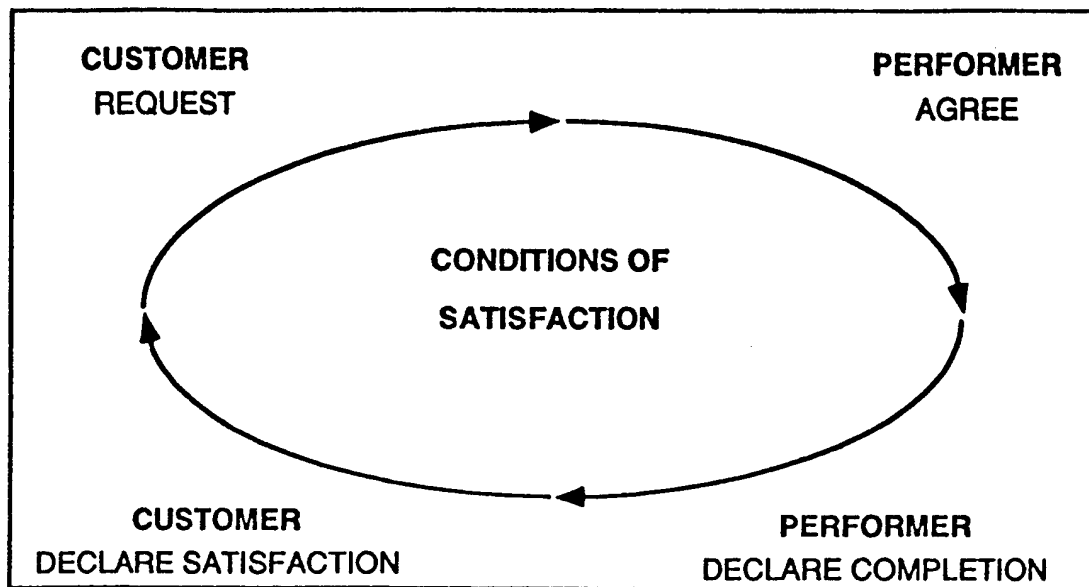 CUSTOMER
REQUEST
PERFORMER
AGREE
CONDITIONS OF
SATISFACTION
CUSTOMER
DECLARE SATISFACTION
PERFORMER
DECLARE COMPLETION